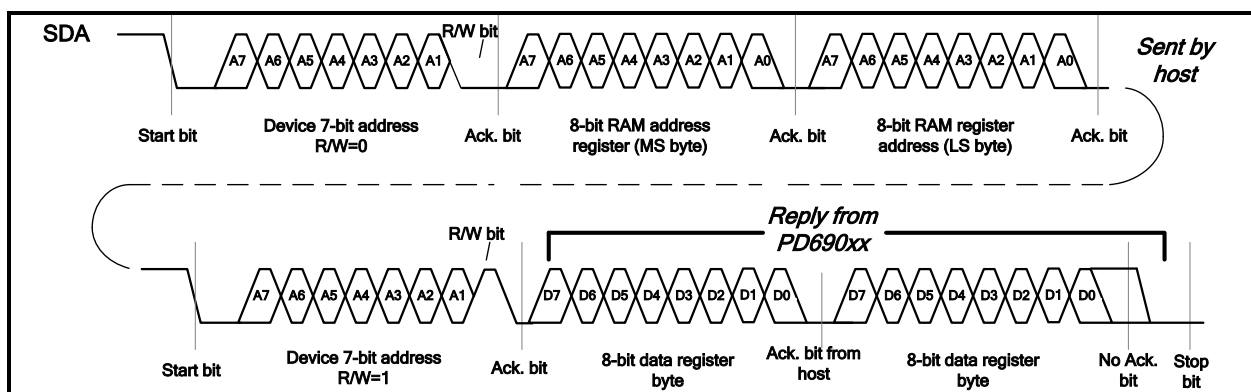 SDA
R/W bit
A7 A6 A5 A4 A3 A2 A1
A7 A6 A5 A4 A3 A2 A1 A0
A7 A6 A5 A4 A3 A2 A1 A0
Sent by
host
Start bit
Device 7-bit address
R/W=0
Ack. bit
8-bit RAM address
register (MS byte)
Ack. bit
8-bit RAM register
address (LS byte)
Ack. bit
Reply from
PD690xx
R/W bit
A7 A6 A5 A4 A3 A2 A1
D7 D6 D5 D4 D3 D2 D1 D0
D7 D6 D5 D4 D3 D2 D1 D0
Start bit
Device 7-bit address
R/W=1
Ack. bit
8-bit data register
byte
Ack. bit from
host
8-bit data register
byte
No Ack.
bit
Stop
bit